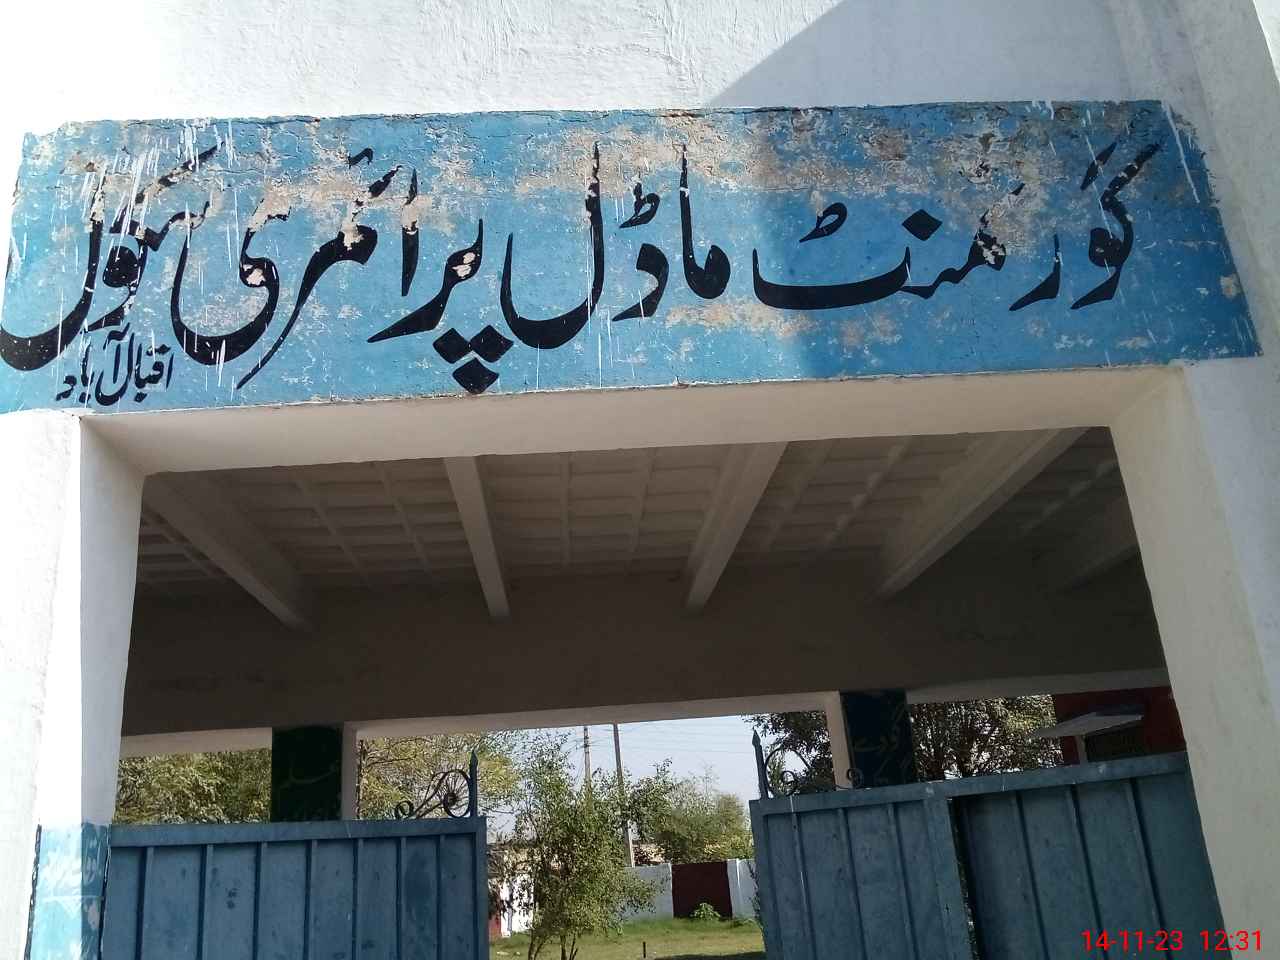 گورنمنٹ ماڈل پرائمری سکول
اقبال آباد
14-11-23 12:31